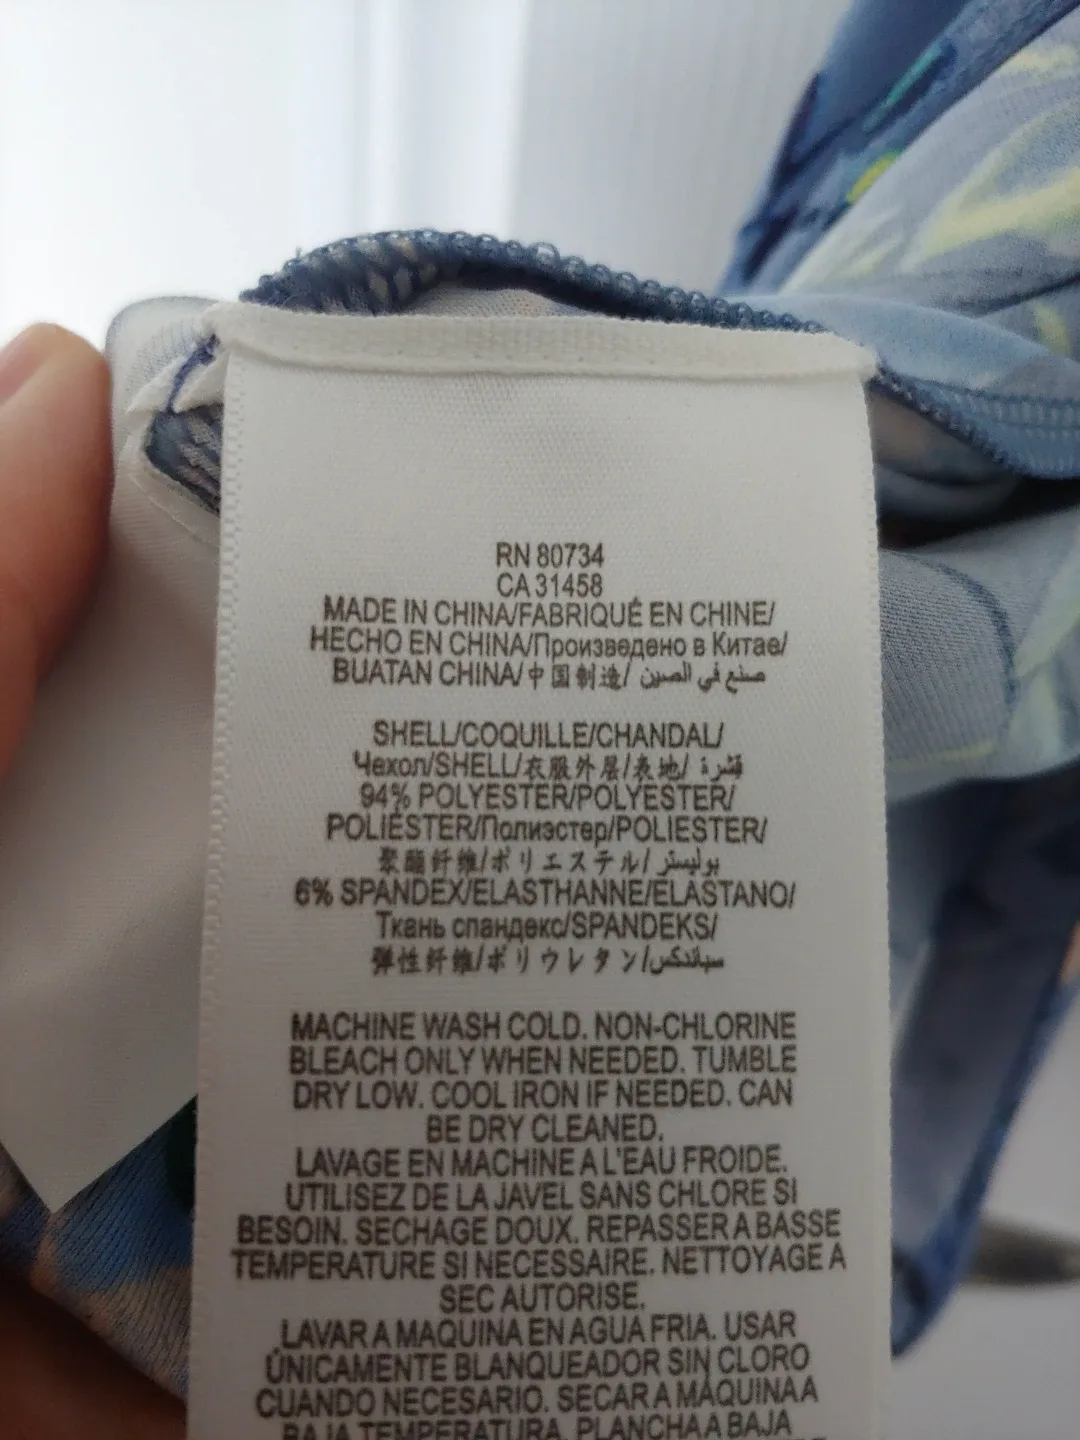 RN 80734
CA 31458
MADE IN CHINA/FABRIQUÉ EN CHINE/
HECHO EN CHINA/Произведено в Китае/
BUATAN CHINA/中国制造/ صنع في الصين
SHELL/COQUILLE/CHANDAL/
Чехол/SHELL/衣服外层/表地/ قشرة
94% POLYESTER/POLYESTER/
POLIÉSTER/Полиэстер/POLIESTER/
聚酯纤维/ポリエステル/ بوليستر
6% SPANDEX/ELASTHANNE/ELASTANO/
Ткань спандекс/SPANDEKS/
弹性纤维/ポリウレタン/سباندكس
MACHINE WASH COLD. NON-CHLORINE
BLEACH ONLY WHEN NEEDED. TUMBLE
DRY LOW. COOL IRON IF NEEDED. CAN
BE DRY CLEANED.
LAVAGE EN MACHINE A L'EAU FROIDE.
UTILISEZ DE LA JAVEL SANS CHLORE SI
BESOIN. SECHAGE DOUX. REPASSER A BASSE
TEMPERATURE SI NECESSAIRE. NETTOYAGE A
SEC AUTORISE.
LAVAR A MAQUINA EN AGUA FRIA. USAR
ÚNICAMENTE BLANQUEADOR SIN CLORO
CUANDO NECESARIO. SECAR A MÁQUINA A
BAJA TEMPERATURA. PLANCHA A BAJA